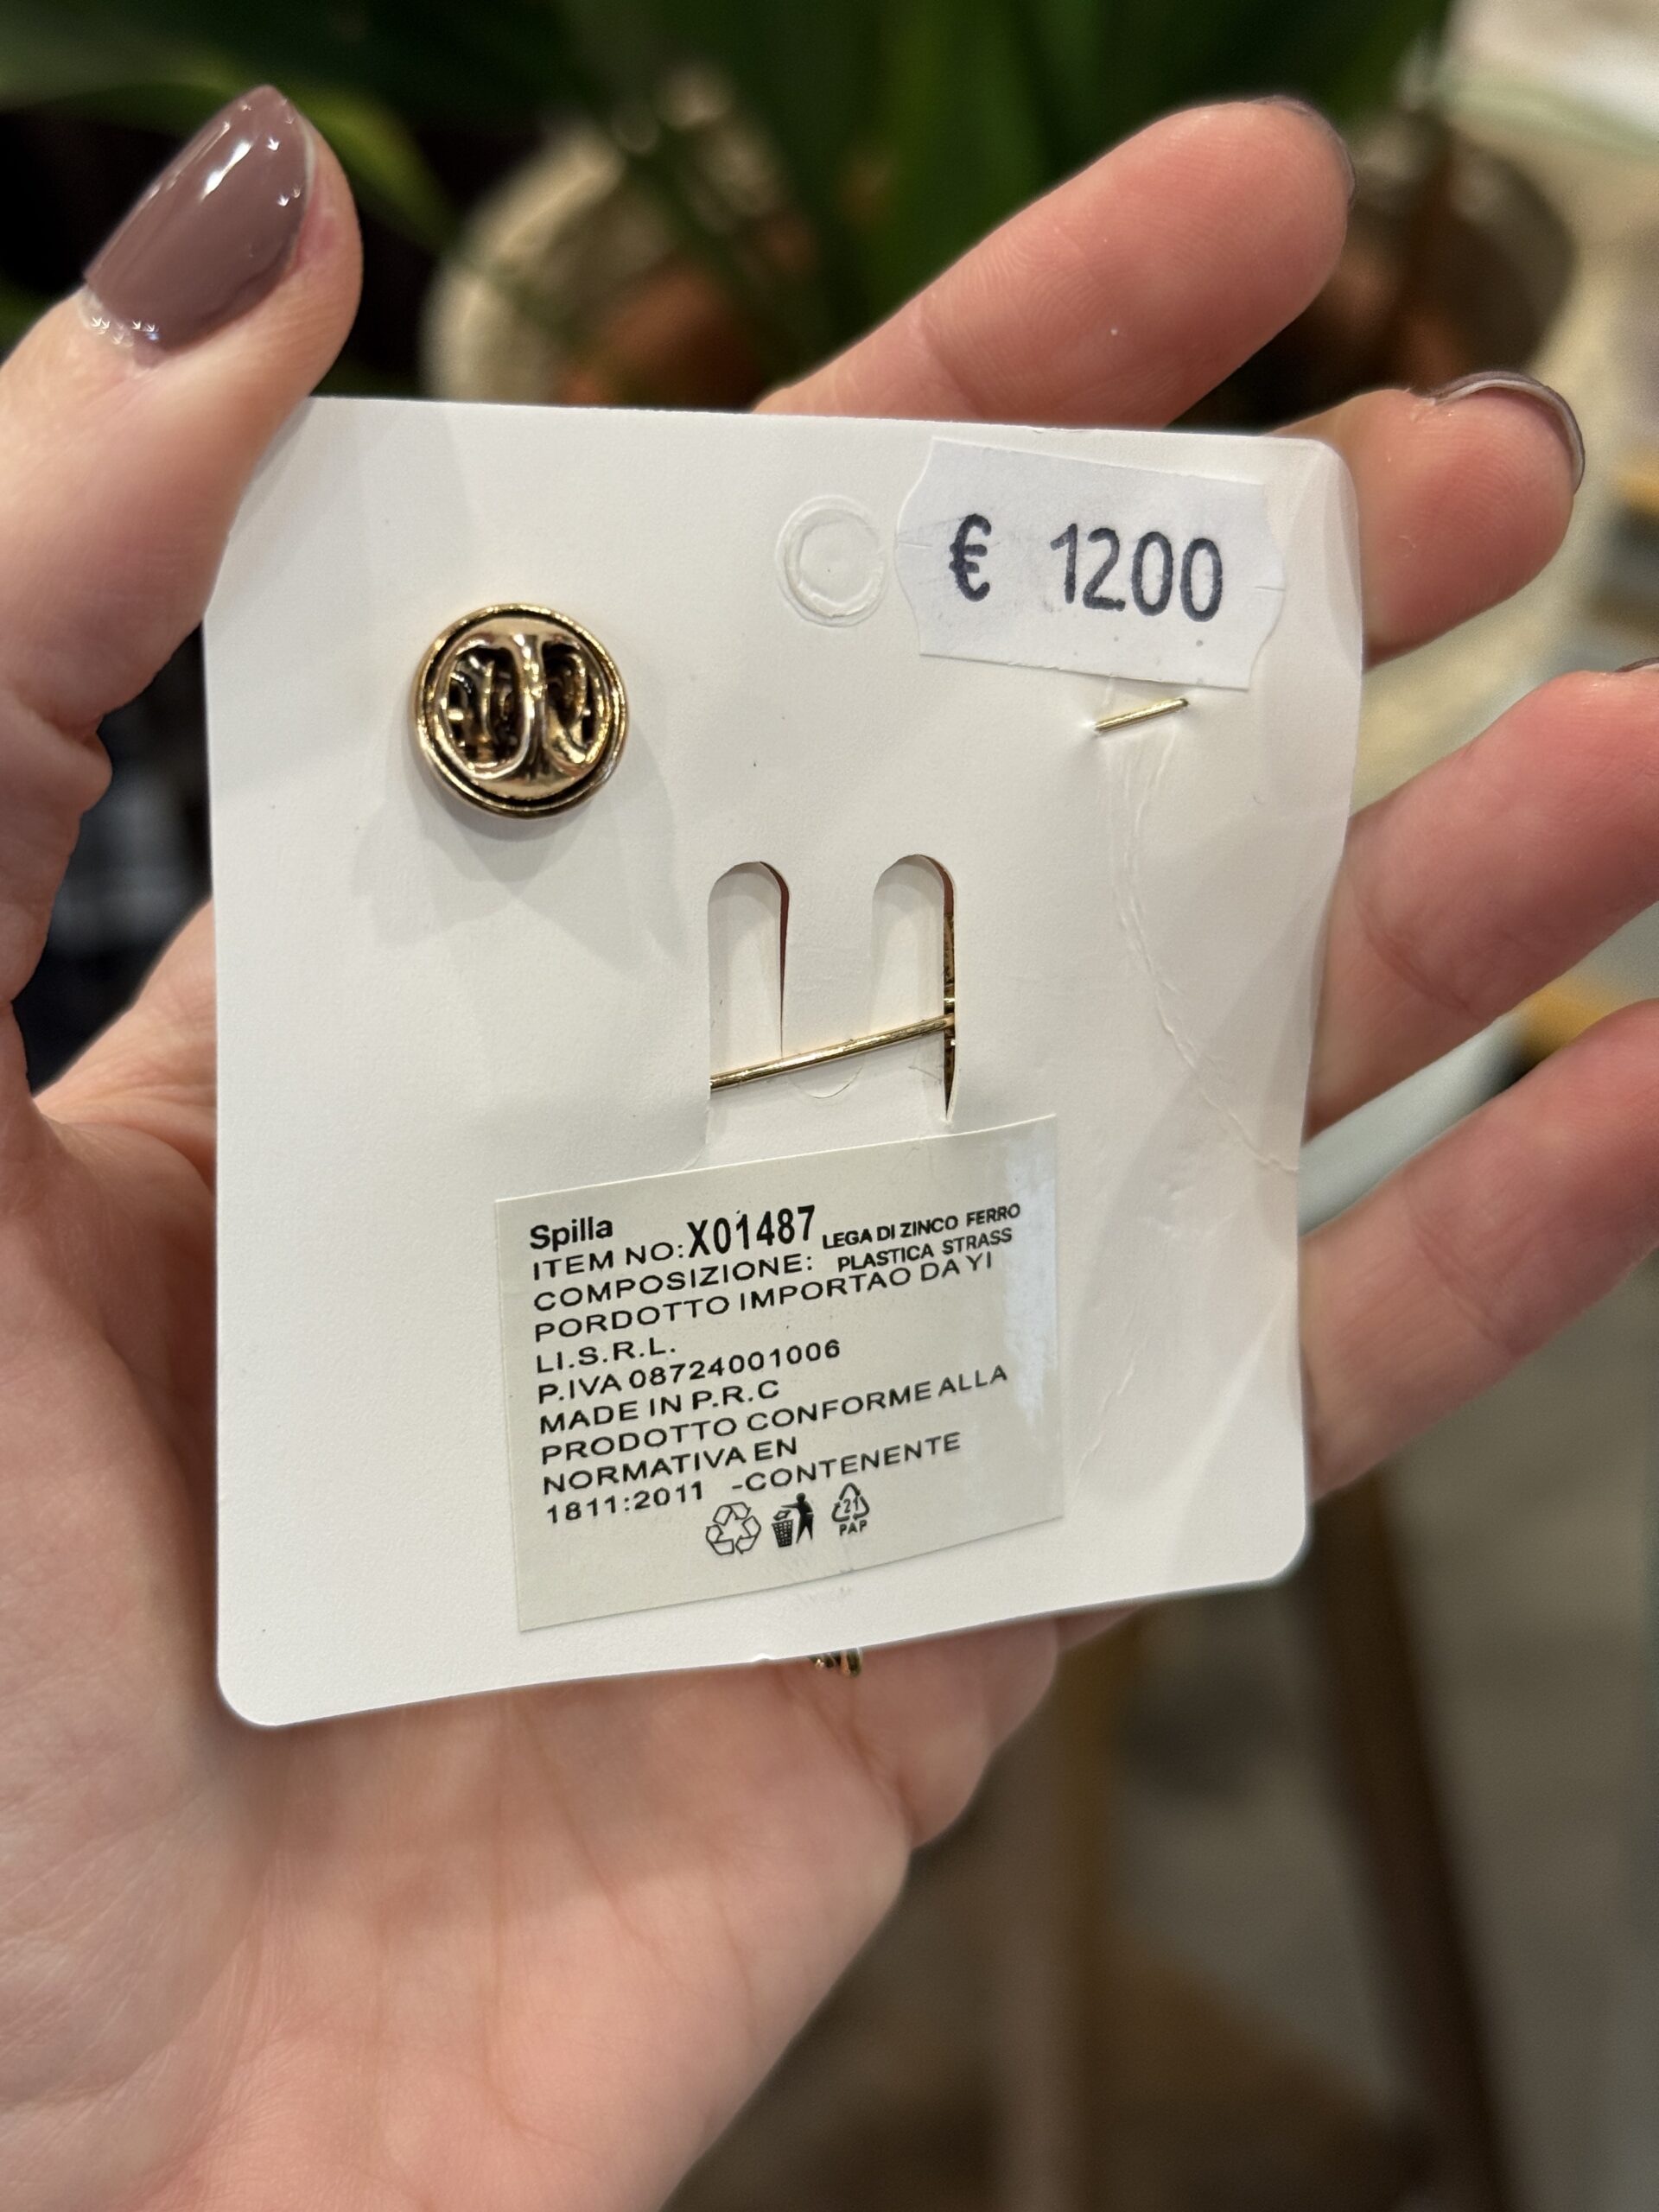 € 1200
Spilla
ITEM NO:X01487 LEGA DI ZINCO FERRO
COMPOSIZIONE: PLASTICA STRASS
PORDOTTO IMPORTAO DA YI
LI.S.R.L.
P.IVA 08724001006
MADE IN P.R.C
PRODOTTO CONFORME ALLA
NORMATIVA EN
1811:2011 -CONTENENTE
21
PAP